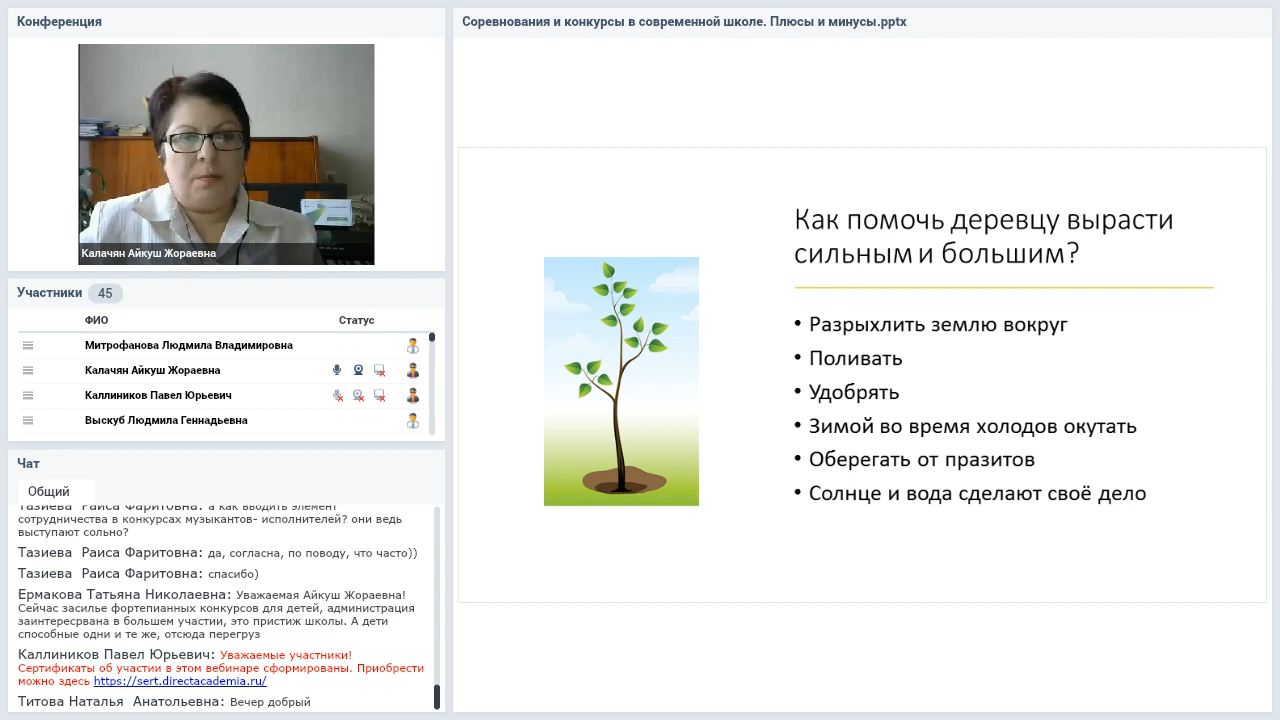 Конференция
Калачян Айкуш Жораевна
Участники 45
ФИО Статус
Митрофанова Людмила Владимировна
Калачян Айкуш Жораевна
Каллиников Павел Юрьевич
Выскуб Людмила Геннадьевна
Чат
Общий
Тазиева Раиса Фаритовна: а как вводить элемент
сотрудничества в конкурсах музыкантов- исполнителей? они ведь
выступают сольно?
Тазиева Раиса Фаритовна: да, согласна, по поводу, что часто))
Тазиева Раиса Фаритовна: спасибо)
Ермакова Татьяна Николаевна: Уважаемая Айкуш Жораевна!
Сейчас засилье фортепианных конкурсов для детей, администрация
заинтересрвана в большем участии, это пристиж школы. А дети
способные одни и те же, отсюда перегруз
Каллиников Павел Юрьевич: Уважаемые участники!
Сертификаты об участии в этом вебинаре сформированы. Приобрести
можно здесь https://sert.directacademia.ru/
Титова Наталья Анатольевна: Вечер добрый
Соревнования и конкурсы в современной школе. Плюсы и минусы.pptx
Как помочь деревцу вырасти
сильным и большим?
• Разрыхлить землю вокруг
• Поливать
• Удобрять
• Зимой во время холодов окутать
• Оберегать от празитов
• Солнце и вода сделают своё дело